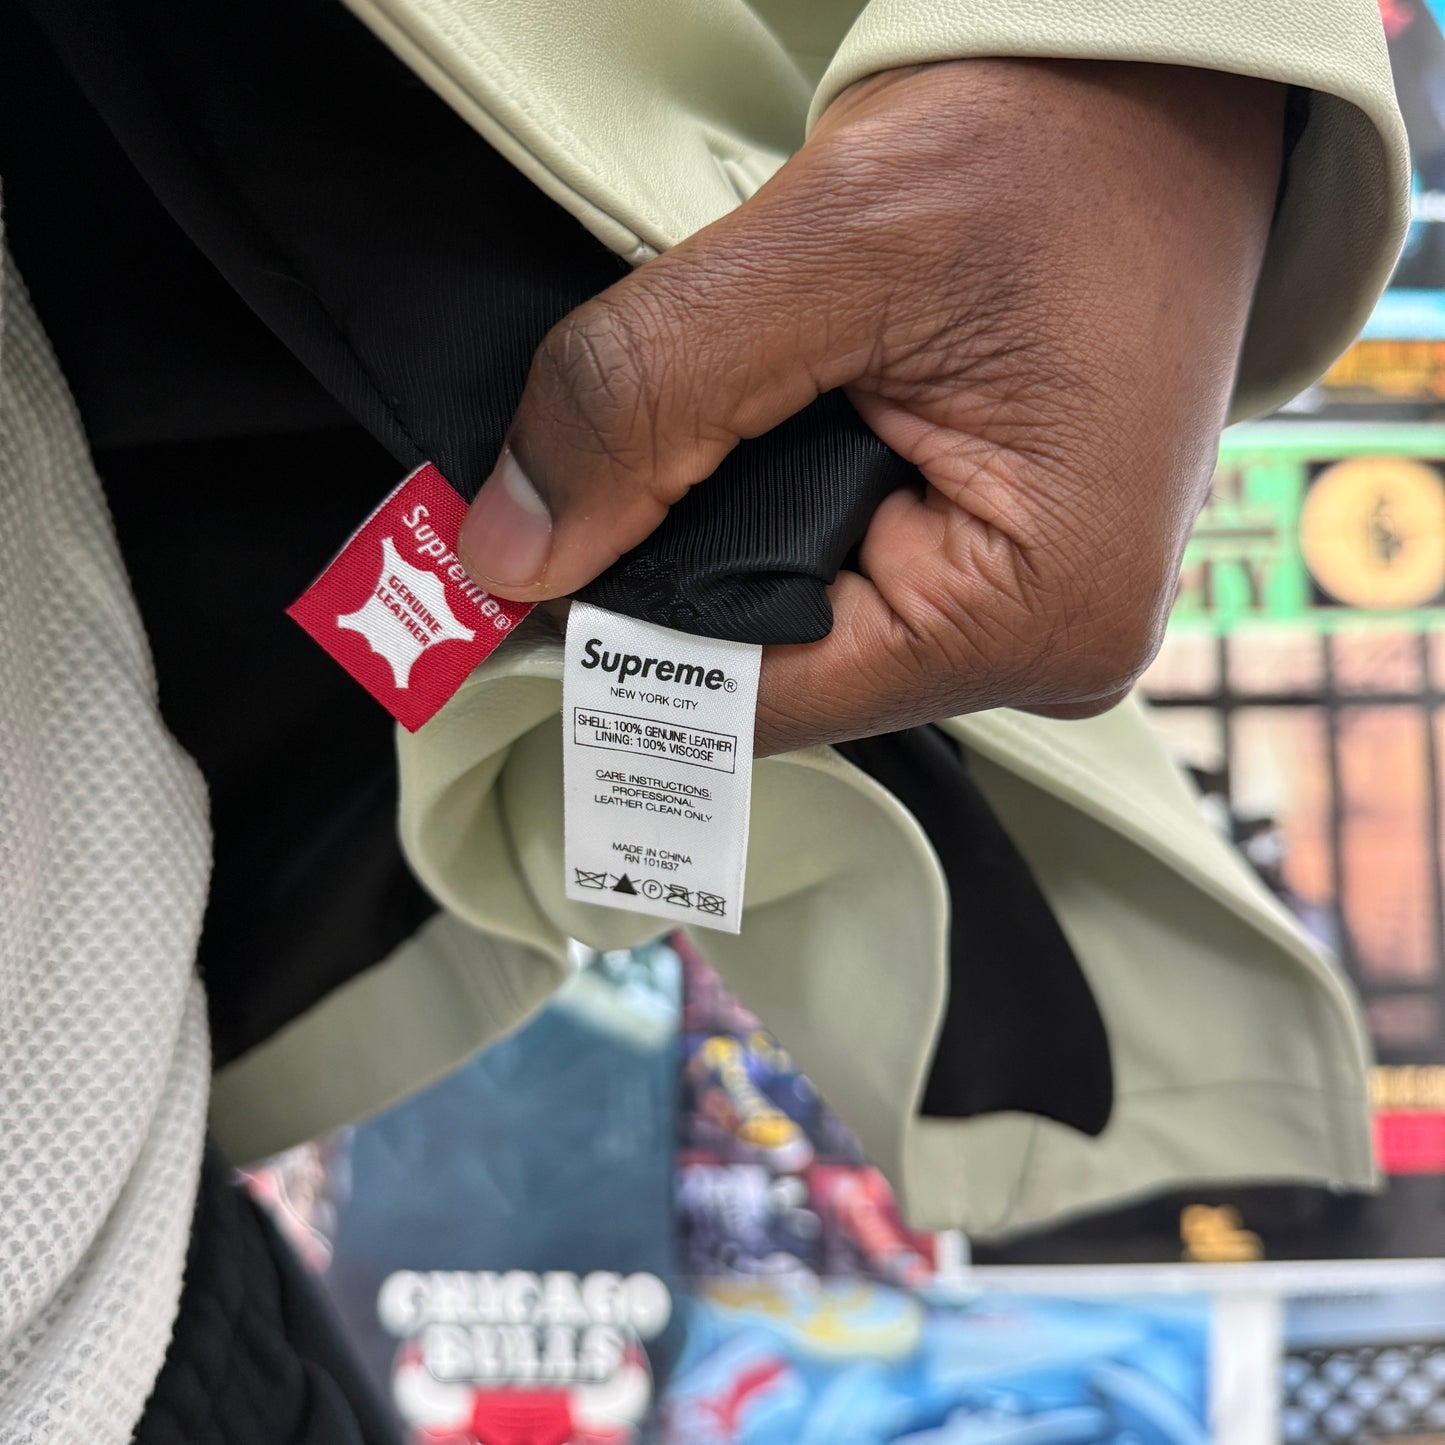 Supreme®
GENUINE
LEATHER
Supreme®
NEW YORK CITY
SHELL: 100% GENUINE LEATHER
LINING: 100% VISCOSE
CARE INSTRUCTIONS:
PROFESSIONAL
LEATHER CLEAN ONLY
MADE IN CHINA
RN 101837
P
CHICAGO
BULLS